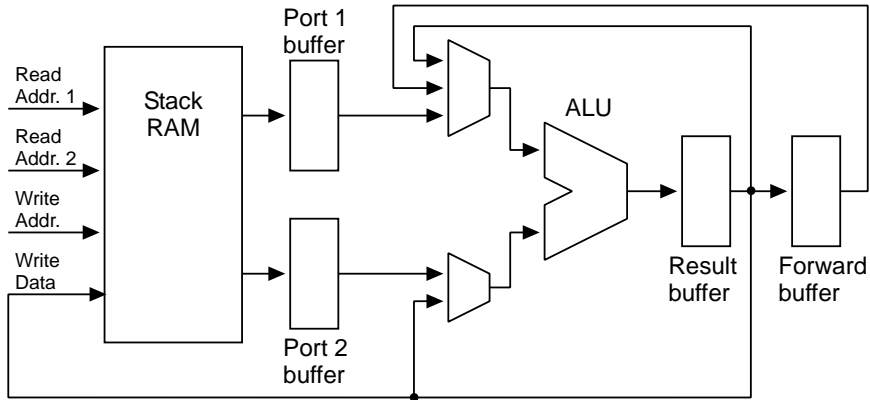 Port 1
buffer
Read
Addr. 1
Stack
RAM
ALU
Read
Addr. 2
Write
Addr.
Write
Data
Result
buffer
Forward
buffer
Port 2
buffer